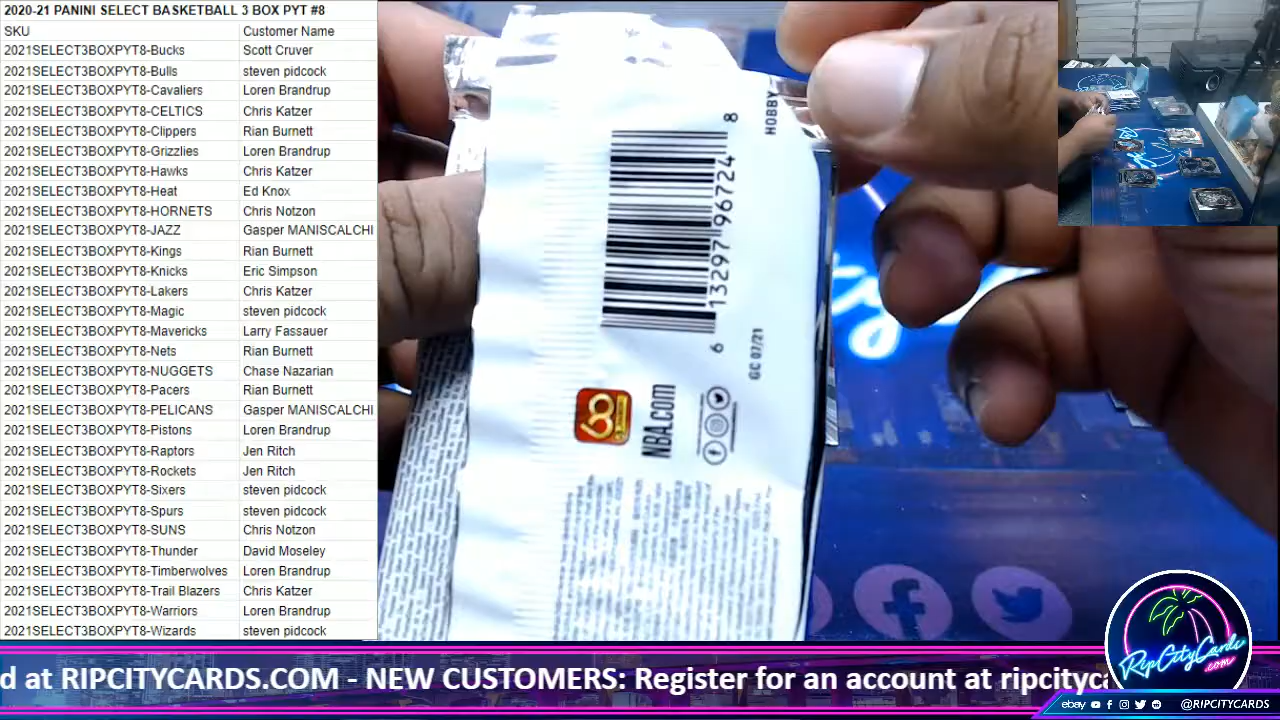 2020-21 PANINI SELECT BASKETBALL 3 BOX PYT #8
SKU Customer Name
2021SELECT3BOXPYT8-Bucks Scott Cruver
2021SELECT3BOXPYT8-Bulls steven pidcock
2021SELECT3BOXPYT8-Cavaliers Loren Brandrup
2021SELECT3BOXPYT8-CELTICS Chris Katzer
2021SELECT3BOXPYT8-Clippers Rian Burnett
2021SELECT3BOXPYT8-Grizzlies Loren Brandrup
2021SELECT3BOXPYT8-Hawks Chris Katzer
2021SELECT3BOXPYT8-Heat Ed Knox
2021SELECT3BOXPYT8-HORNETS Chris Notzon
2021SELECT3BOXPYT8-JAZZ Gasper MANISCALCHI
2021SELECT3BOXPYT8-Kings Rian Burnett
2021SELECT3BOXPYT8-Knicks Eric Simpson
2021SELECT3BOXPYT8-Lakers Chris Katzer
2021SELECT3BOXPYT8-Magic steven pidcock
2021SELECT3BOXPYT8-Mavericks Larry Fassauer
2021SELECT3BOXPYT8-Nets Rian Burnett
2021SELECT3BOXPYT8-NUGGETS Chase Nazarian
2021SELECT3BOXPYT8-Pacers Rian Burnett
2021SELECT3BOXPYT8-PELICANS Gasper MANISCALCHI
2021SELECT3BOXPYT8-Pistons Loren Brandrup
2021SELECT3BOXPYT8-Raptors Jen Ritch
2021SELECT3BOXPYT8-Rockets Jen Ritch
2021SELECT3BOXPYT8-Sixers steven pidcock
2021SELECT3BOXPYT8-Spurs steven pidcock
2021SELECT3BOXPYT8-SUNS Chris Notzon
2021SELECT3BOXPYT8-Thunder David Moseley
2021SELECT3BOXPYT8-Timberwolves Loren Brandrup
2021SELECT3BOXPYT8-Trail Blazers Chris Katzer
2021SELECT3BOXPYT8-Warriors Loren Brandrup
2021SELECT3BOXPYT8-Wizards steven pidcock
HOBBY
6 13297 96724 8
GC 07/21
60
NBA.COM
d at RIPCITYCARDS.COM - NEW CUSTOMERS: Register for an account at ripcityca
RipCityCards
.com
ebay @RIPCITYCARDS